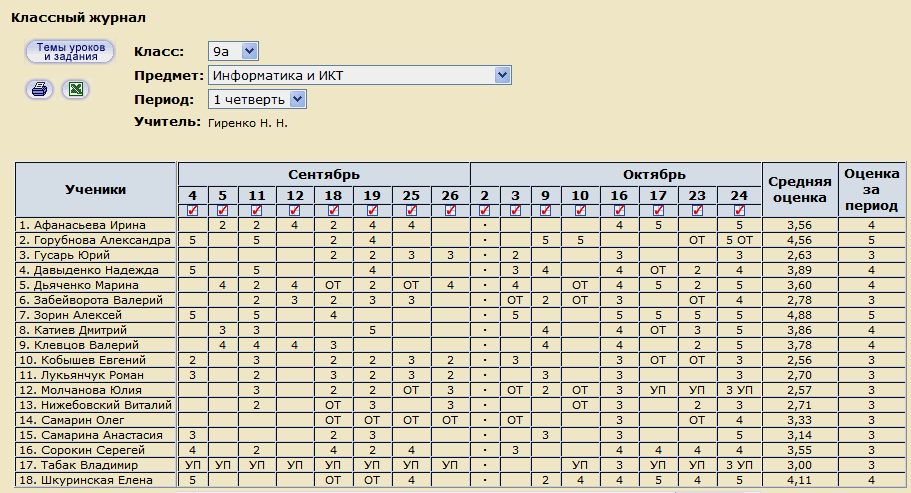 Классный журнал
Темы уроков
и задания
Класс: 9а
Предмет: Информатика и ИКТ
Период: 1 четверть
Учитель: Гиренко Н. Н.
Ученики Сентябрь Октябрь Средняя оценка Оценка за период
4 5 11 12 18 19 25 26 2 3 9 10 16 17 23 24
1. Афанасьева Ирина 2 2 4 2 4 4 · 4 5 5 3,56 4
2. Горубнова Александра 5 5 2 4 · 5 5 ОТ 5 ОТ 4,56 5
3. Гусарь Юрий 2 2 3 3 · 2 3 3 2,63 3
4. Давыденко Надежда 5 5 4 · 3 4 4 ОТ 2 4 3,89 4
5. Дьяченко Марина 4 2 4 ОТ 2 ОТ 4 · 4 ОТ 4 5 2 5 3,60 4
6. Забейворота Валерий 2 3 2 3 3 · ОТ 2 ОТ 3 ОТ 4 2,78 3
7. Зорин Алексей 5 5 4 · 5 5 5 5 5 4,88 5
8. Катиев Дмитрий 3 3 5 · 4 4 ОТ 3 5 3,86 4
9. Клевцов Валерий 4 4 4 3 · 4 4 2 5 3,78 4
10. Кобышев Евгений 2 3 2 2 3 2 · 3 3 ОТ ОТ 3 2,56 3
11. Лукьянчук Роман 3 2 3 2 3 2 · 3 3 3 2,70 3
12. Молчанова Юлия 3 2 2 ОТ 3 · ОТ 2 ОТ 3 УП УП 3 УП 2,57 3
13. Нижебовский Виталий 2 ОТ 3 3 · ОТ 3 2 3 2,71 3
14. Самарин Олег ОТ ОТ ОТ ОТ · ОТ 3 ОТ 4 3,33 3
15. Самарина Анастасия 3 2 3 · 3 3 5 3,14 3
16. Сорокин Серегей 4 2 4 2 4 · 3 4 4 4 4 3,55 3
17. Табак Владимир УП УП УП УП УП УП УП УП · УП 3 УП УП 3 УП 3,00 3
18. Шкуринская Елена 5 ОТ ОТ 4 · 2 4 4 5 4 5 4,11 4